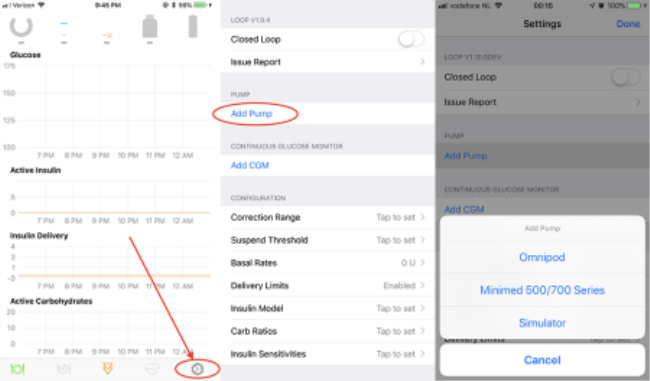 Verizon 9:45 PM 98%
Glucose
175
150
125
100
7 PM 8 PM 9 PM 10 PM 11 PM 12 AM
Active Insulin
.5
0
7 PM 8 PM 9 PM 10 PM 11 PM 12 AM
Insulin Delivery
4
2
1
-0
7 PM 8 PM 9 PM 10 PM 11 PM 12 AM
Active Carbohydrates
20
10
0
7 PM 8 PM 9 PM 10 PM 11 PM 12 AM
LOOP V1.9.4
Closed Loop
Issue Report
PUMP
Add Pump
CONTINUOUS GLUCOSE MONITOR
Add CGM
CONFIGURATION
Correction Range Tap to set
Suspend Threshold Tap to set
Basal Rates 0 U
Delivery Limits Enabled
Insulin Model Tap to set
Carb Ratios Tap to set
Insulin Sensitivities Tap to set
vodafone NL 00:15 100%
Settings Done
LOOP V1.10.0DEV
Closed Loop
Issue Report
PUMP
Add Pump
CONTINUOUS GLUCOSE MONITOR
Add CGM
Add Pump
Omnipod
Minimed 500/700 Series
Simulator
Delivery Limits Enabled
Cancel